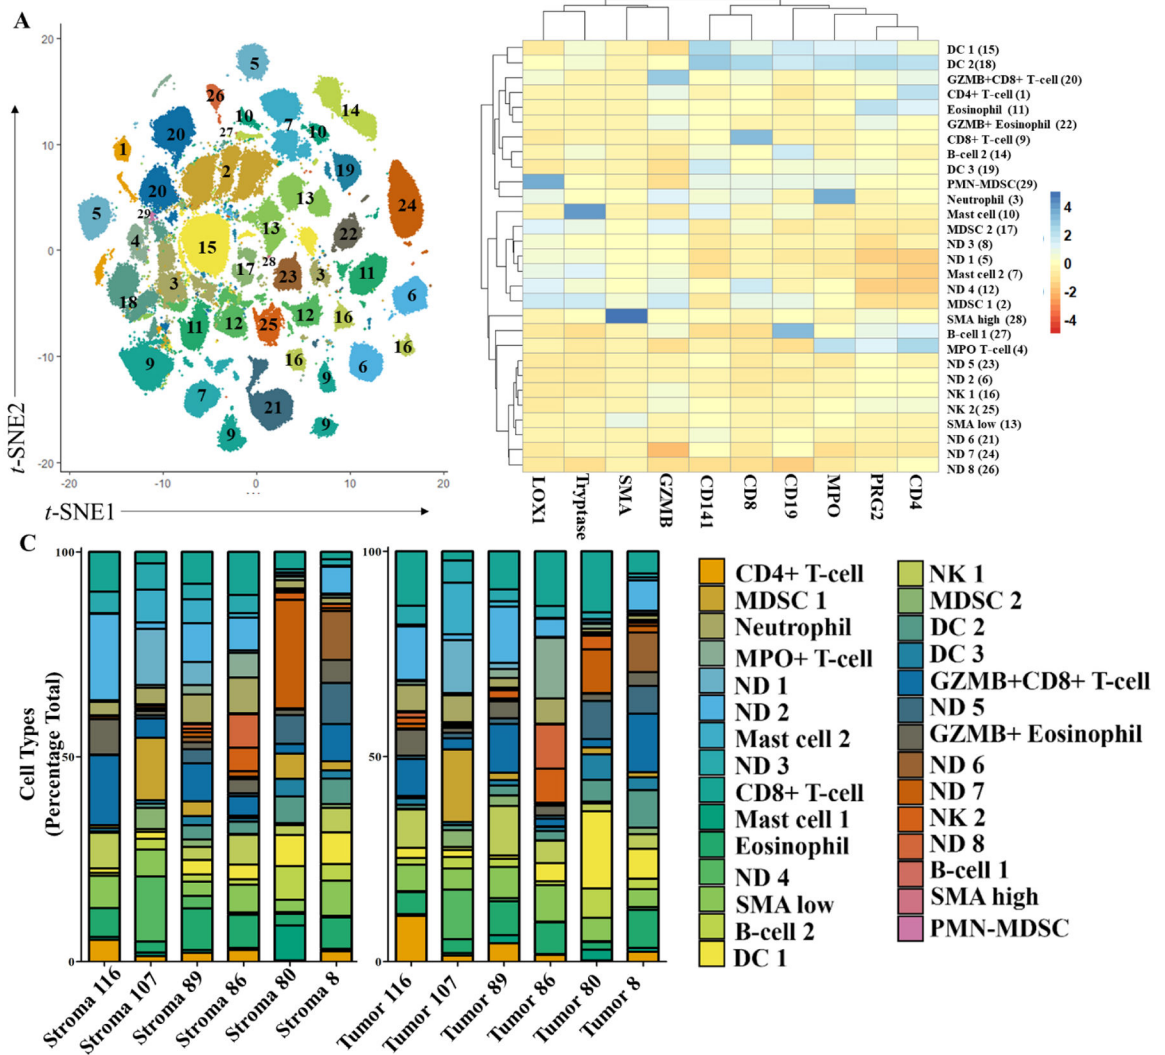 A
20
10
0
-10
-20
-20
-10
0
10
20
...
t-SNE2
t-SNE1
5
26
14
10
7
10
20
27
1
2
19
20
13
24
5
29
4
13
22
15
17
28
23
3
11
3
18
6
12
11
12
25
16
16
9
16
6
9
7
21
9
9
DC 1 (15)
DC 2(18)
GZMB+CD8+ T-cell (20)
CD4+ T-cell (1)
Eosinophil (11)
GZMB+ Eosinophil (22)
CD8+ T-cell (9)
B-cell 2 (14)
DC 3 (19)
PMN-MDSC(29)
Neutrophil (3)
Mast cell (10)
MDSC 2 (17)
ND 3 (8)
ND 1 (5)
Mast cell 2 (7)
ND 4 (12)
MDSC 1 (2)
SMA high (28)
B-cell 1 (27)
MPO T-cell (4)
ND 5 (23)
ND 2 (6)
NK 1 (16)
NK 2(25)
SMA low (13)
ND 6 (21)
ND 7 (24)
ND 8 (26)
LOX1
Tryptase
SMA
GZMB
CD141
CD8
CD19
MPO
PRG2
CD4
4
2
0
-2
-4
C
Cell Types
(Percentage Total)
100
50
0
100
50
0
Stroma 116
Stroma 107
Stroma 89
Stroma 86
Stroma 80
Stroma 8
Tumor 116
Tumor 107
Tumor 89
Tumor 86
Tumor 80
Tumor 8
CD4+ T-cell
MDSC 1
Neutrophil
MPO+ T-cell
ND 1
ND 2
Mast cell 2
ND 3
CD8+ T-cell
Mast cell 1
Eosinophil
ND 4
SMA low
B-cell 2
DC 1
NK 1
MDSC 2
DC 2
DC 3
GZMB+CD8+ T-cell
ND 5
GZMB+ Eosinophil
ND 6
ND 7
NK 2
ND 8
B-cell 1
SMA high
PMN-MDSC